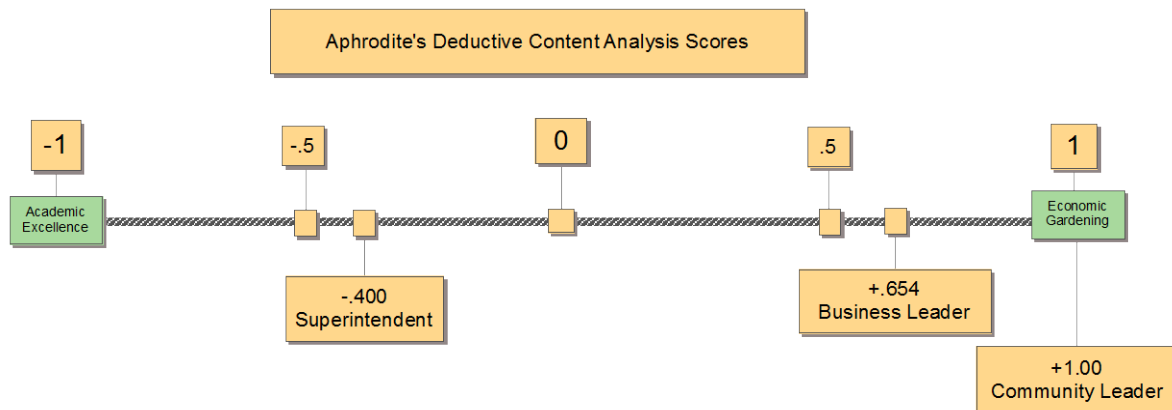 Aphrodite's Deductive Content Analysis Scores
-1
-.5
0
.5
1
Academic
Excellence
Economic
Gardening
-.400
Superintendent
+.654
Business Leader
+1.00
Community Leader